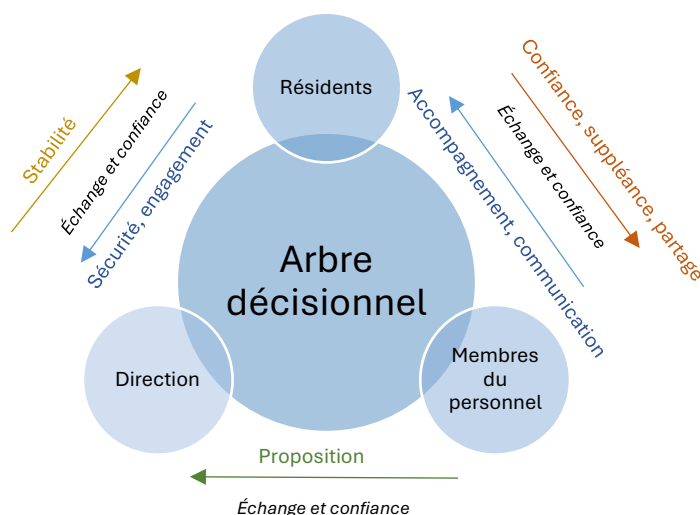 Résidents
Stabilité
Échange et confiance
Sécurité, engagement
Accompagnement, communication
Échange et confiance
Confiance, suppléance, partage
Arbre
décisionnel
Direction
Membres
du
personnel
Proposition
Échange et confiance